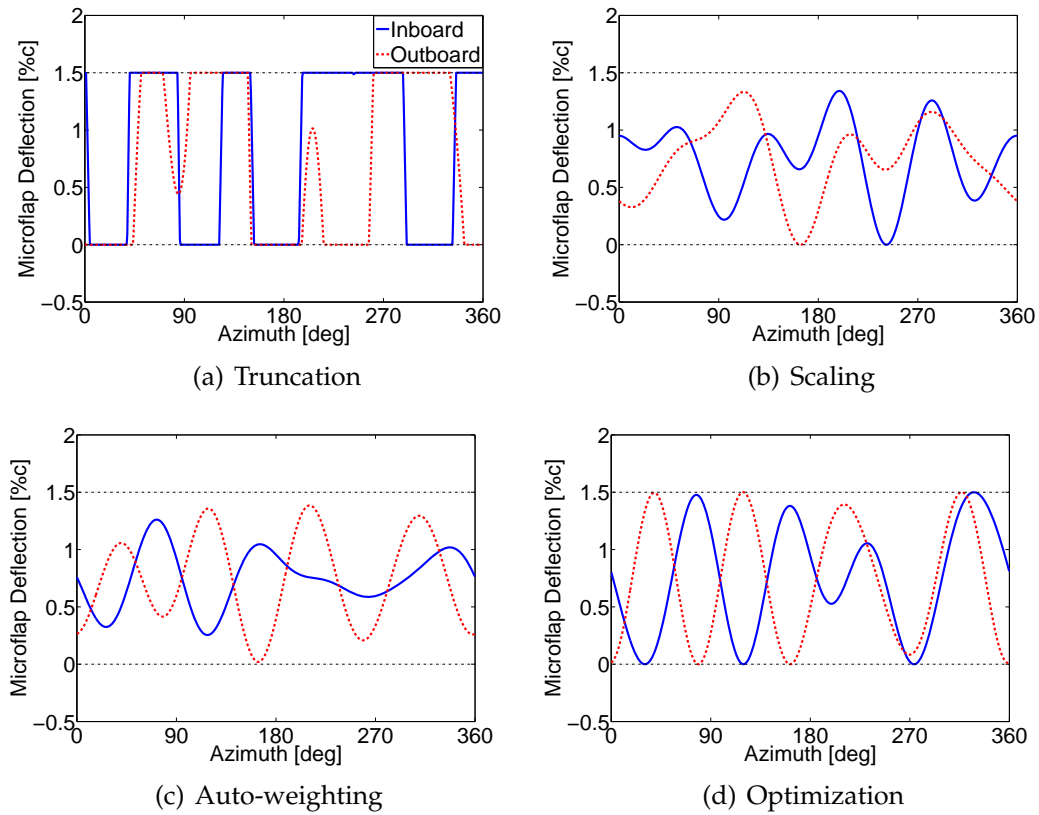 2
1.5
1
0.5
0
−0.5
Microflap Deflection [%c]
0 90 180 270 360
Azimuth [deg]
Inboard
Outboard
(a) Truncation
2
1.5
1
0.5
0
−0.5
Microflap Deflection [%c]
0 90 180 270 360
Azimuth [deg]
(b) Scaling
2
1.5
1
0.5
0
−0.5
Microflap Deflection [%c]
0 90 180 270 360
Azimuth [deg]
(c) Auto-weighting
2
1.5
1
0.5
0
−0.5
Microflap Deflection [%c]
0 90 180 270 360
Azimuth [deg]
(d) Optimization